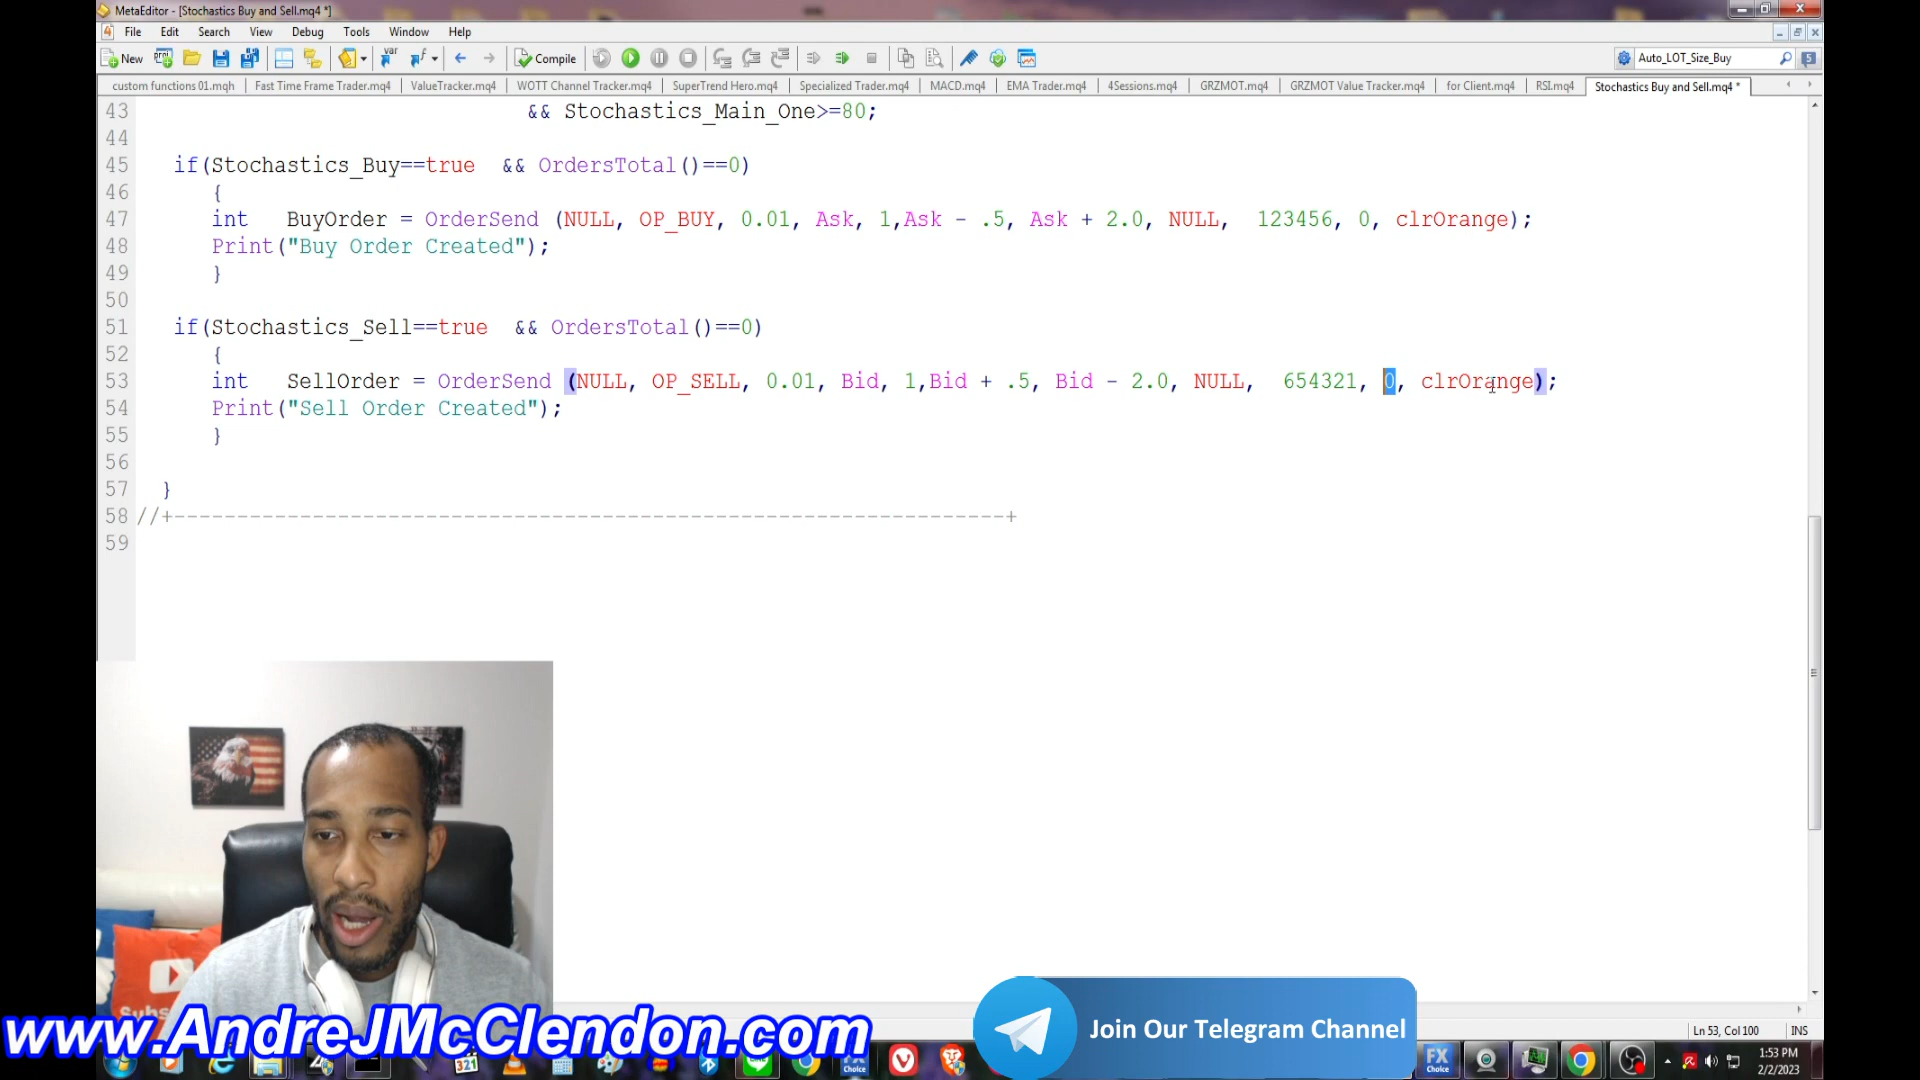 MetaEditor - [Stochastics Buy and Sell.mq4 *]
File Edit Search View Debug Tools Window Help
New var Compile Auto_LOT_Size_Buy 5
custom functions 01.mqh Fast Time Frame Trader.mq4 ValueTracker.mq4 WOTT Channel Tracker.mq4 SuperTrend Hero.mq4 Specialized Trader.mq4 MACD.mq4 EMA Trader.mq4 4Sessions.mq4 GRZMOT.mq4 GRZMOT Value Tracker.mq4 for Client.mq4 RSI.mq4 Stochastics Buy and Sell.mq4 *
43 && Stochastics_Main_One>=80;
44
45 if(Stochastics_Buy==true && OrdersTotal()==0)
46 {
47 int BuyOrder = OrderSend (NULL, OP_BUY, 0.01, Ask, 1,Ask - .5, Ask + 2.0, NULL, 123456, 0, clrOrange);
48 Print("Buy Order Created");
49 }
50
51 if(Stochastics_Sell==true && OrdersTotal()==0)
52 {
53 int SellOrder = OrderSend (NULL, OP_SELL, 0.01, Bid, 1,Bid + .5, Bid - 2.0, NULL, 654321, 0, clrOrange);
54 Print("Sell Order Created");
55 }
56
57 }
58 //+------------------------------------------------------------------+
59
www.AndreJMcClendon.com
Join Our Telegram Channel
Ln 53, Col 100 INS
321
FX Choice
FX Choice
1:53 PM
2/2/2023